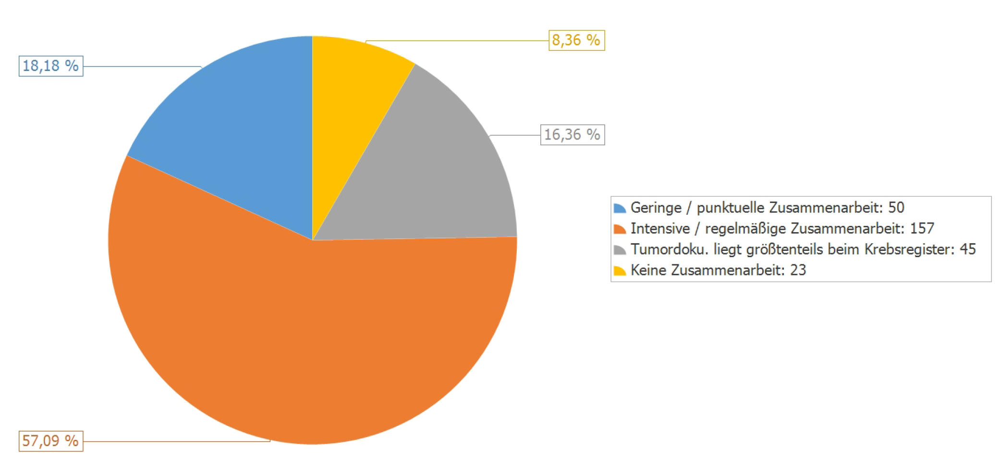 8,36 %
18,18 %
16,36 %
Geringe / punktuelle Zusammenarbeit: 50
Intensive / regelmäßige Zusammenarbeit: 157
Tumordoku. liegt größtenteils beim Krebsregister: 45
Keine Zusammenarbeit: 23
57,09 %